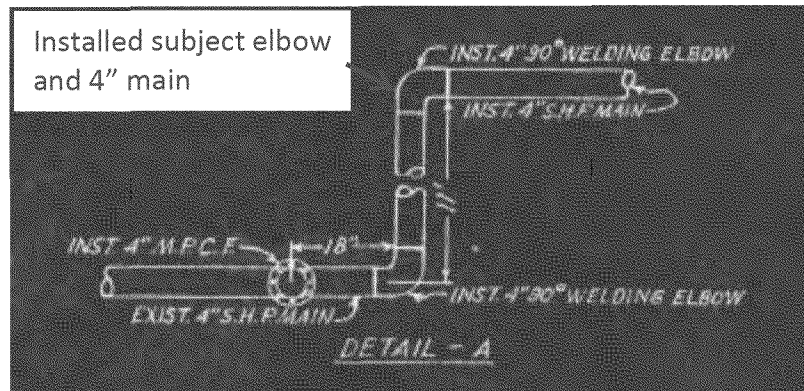 Installed subject elbow
and 4" main
INST. 4" 90° WELDING ELBOW
INST. 4" S.H.P. MAIN
INST. 4" M.P.C.F.
18"
EXIST. 4" S.H.P. MAIN
INST. 4" 90° WELDING ELBOW
DETAIL - A